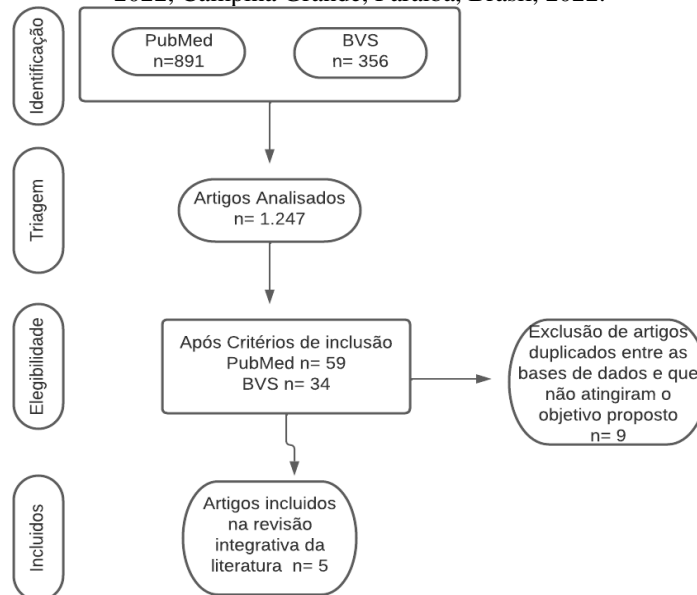 2022, Campina Grande, Paraíba, Brasil, 2022.
Identificação
PubMed
n=891
BVS
n= 356
Triagem
Artigos Analisados
n= 1.247
Elegibilidade
Após Critérios de inclusão
PubMed n= 59
BVS n= 34
Exclusão de artigos
duplicados entre as
bases de dados e que
não atingiram o
objetivo proposto
n= 9
Incluidos
Artigos incluidos
na revisão
integrativa da
literatura n= 5